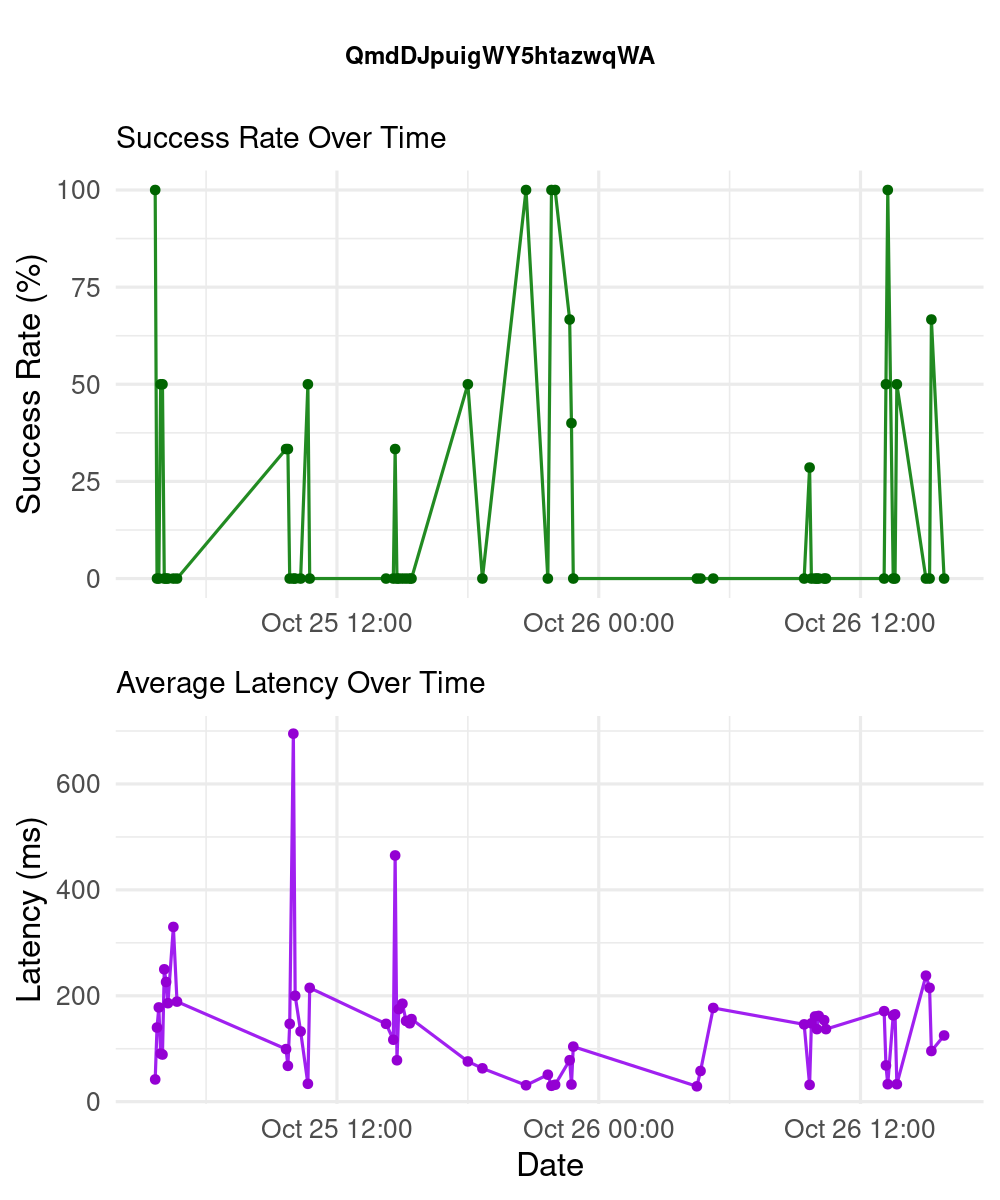 QmdDJpuigWY5htazwqWA
Success Rate Over Time
Success Rate (%)
100
75
50
25
0
Oct 25 12:00 Oct 26 00:00 Oct 26 12:00
Average Latency Over Time
Latency (ms)
600
400
200
0
Oct 25 12:00 Oct 26 00:00 Oct 26 12:00
Date